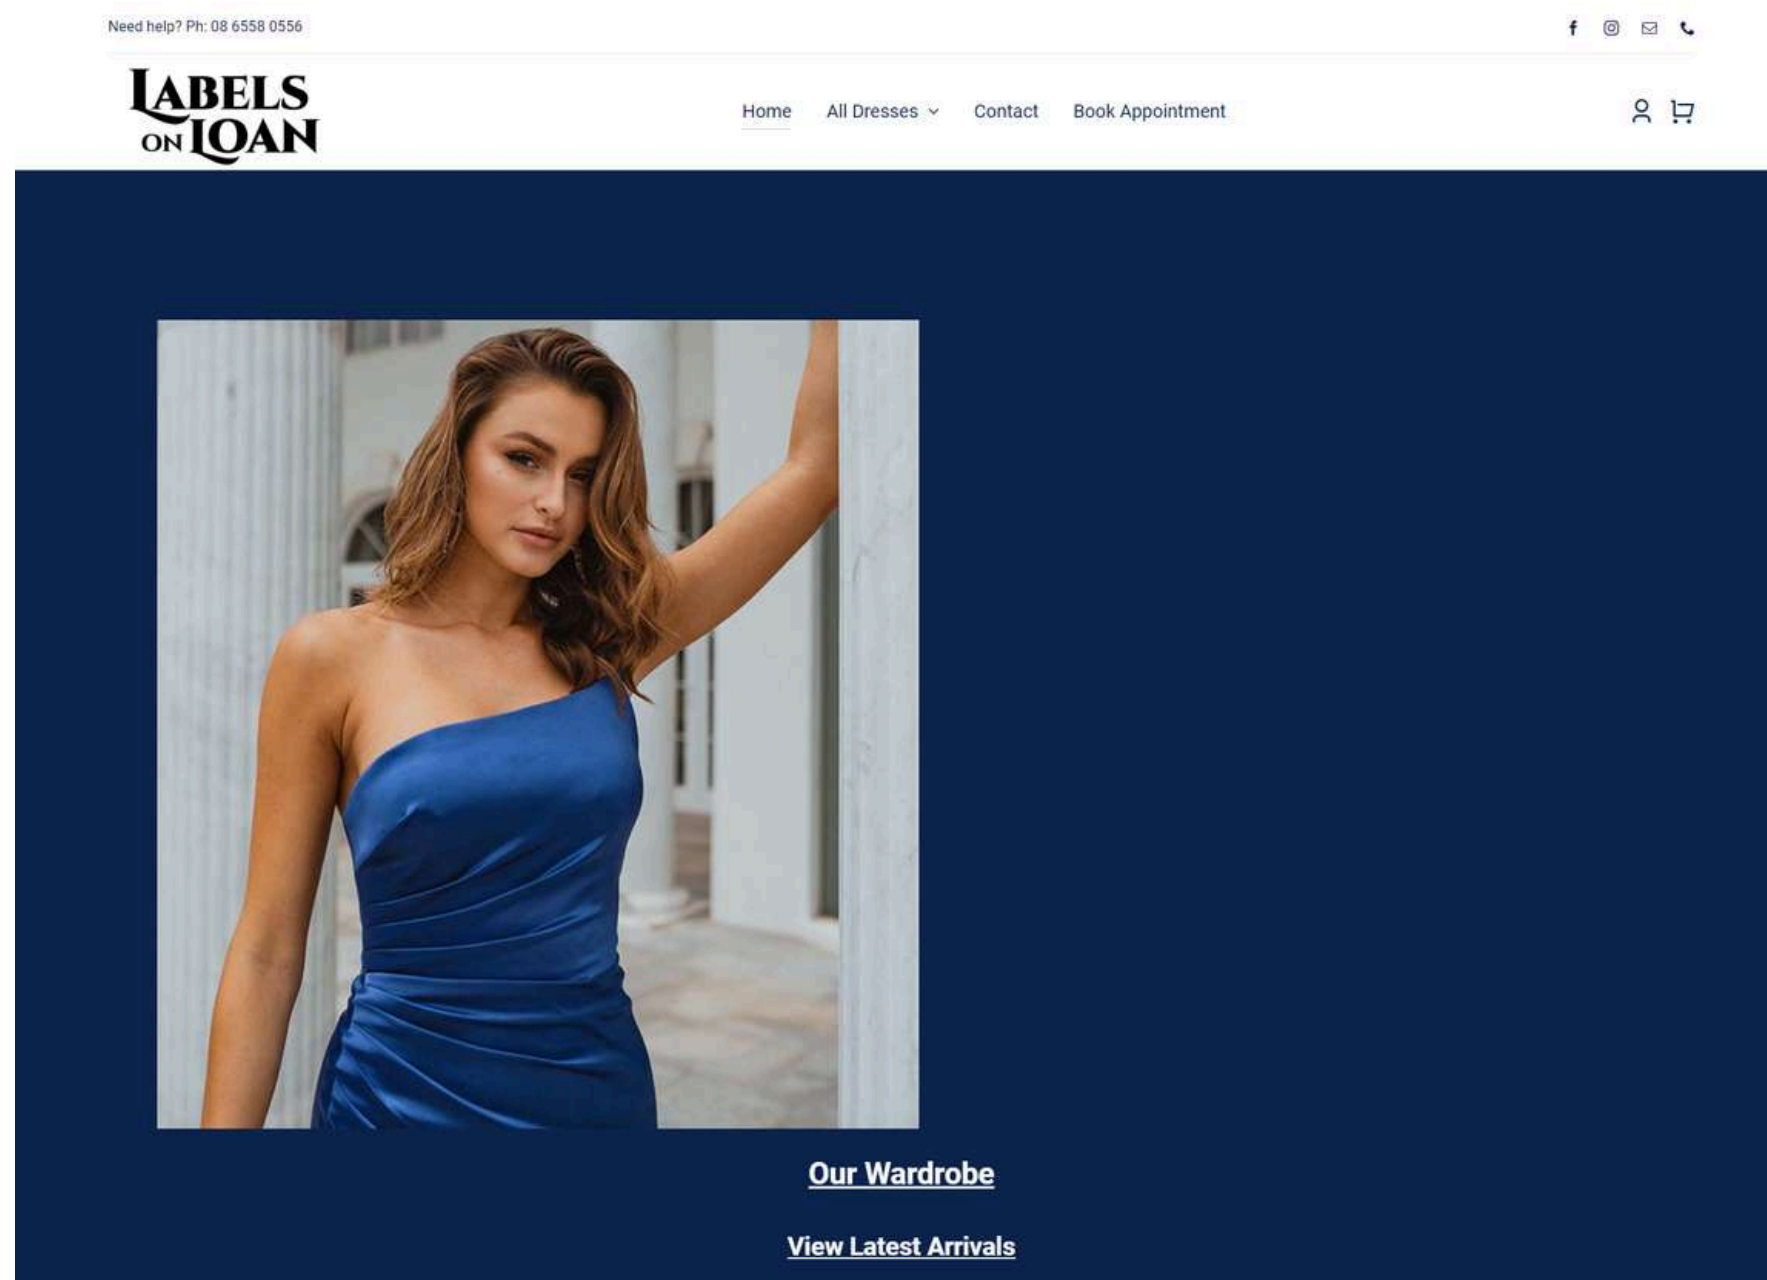 Need help? Ph: 08 6558 0556
LABELS
ON LOAN
Home
All Dresses
Contact
Book Appointment
Our Wardrobe
View Latest Arrivals